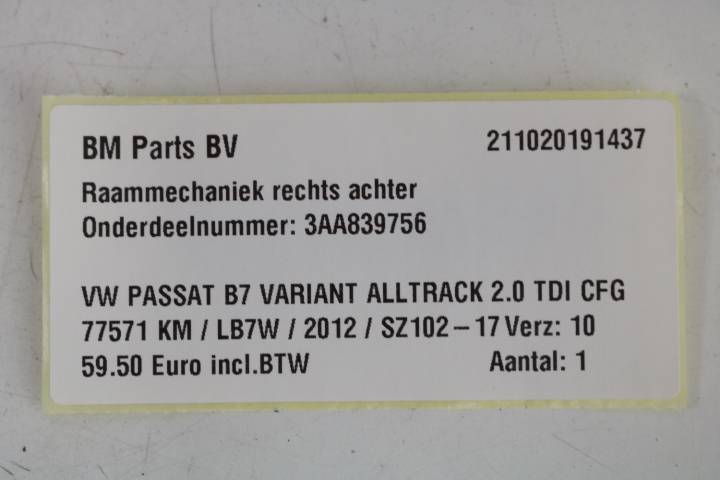 BM Parts BV 211020191437
Raammechaniek rechts achter
Onderdeelnummer: 3AA839756
VW PASSAT B7 VARIANT ALLTRACK 2.0 TDI CFG
77571 KM / LB7W / 2012 / SZ102-17 Verz: 10
59.50 Euro incl.BTW Aantal: 1